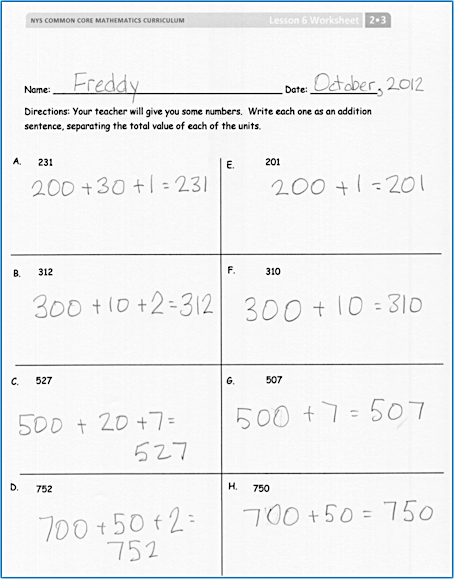 NYS COMMON CORE MATHEMATICS CURRICULUM
Lesson 6 Worksheet 2•3
Name: Freddy Date: October, 2012
Directions: Your teacher will give you some numbers. Write each one as an addition
sentence, separating the total value of each of the units.
A. 231
200 + 30 + 1 = 231
B. 312
300 + 10 + 2 = 312
C. 527
500 + 20 + 7 =
527
D. 752
700 + 50 + 2 =
752
E. 201
200 + 1 = 201
F. 310
300 + 10 = 310
G. 507
500 + 7 = 507
H. 750
700 + 50 = 750